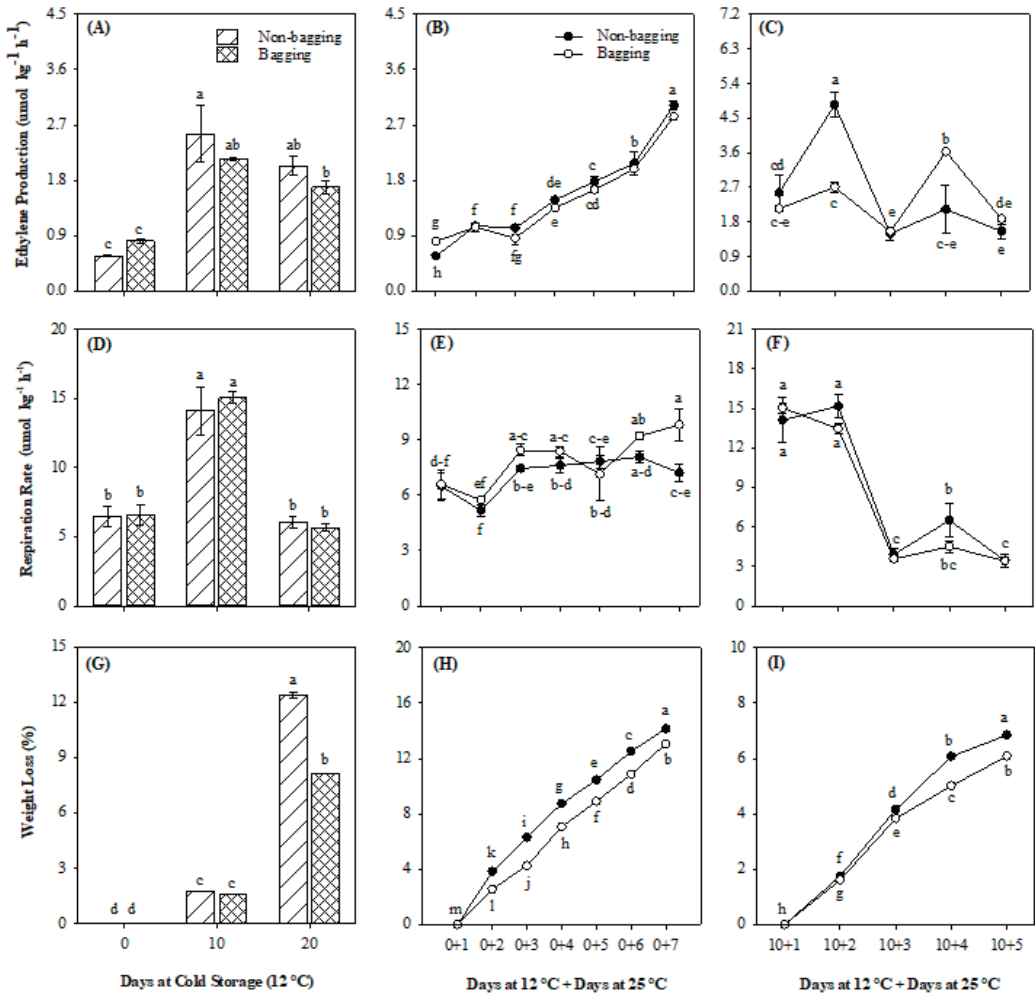 (A)
Non-bagging
Bagging
Ethylene Production (umol kg⁻¹ h⁻¹)
4.5
3.6
2.7
1.8
0.9
0.0
c c a ab ab b
(B)
Non-bagging
Bagging
4.5
3.6
2.7
1.8
0.9
0.0
g f f de c b a
h fg e cd
(C)
7.2
6.3
5.4
4.5
3.6
2.7
1.8
0.9
0.0
cd a e b de
c-e c c-e e
(D)
Respiration Rate (umol kg⁻¹ h⁻¹)
20
15
10
5
0
b b a a b b
(E)
15
12
9
6
3
0
d-f ef a-c a-c c-e ab a
f b-e b-d b-d a-d c-e
(F)
21
18
15
12
9
6
3
0
a a c b c
a a bc
(G)
Weight Loss (%)
15
12
9
6
3
0
d d c c a b
0 10 20
Days at Cold Storage (12 °C)
(H)
20
16
12
8
4
0
m k i g e c a
l j h f d b
0+1 0+2 0+3 0+4 0+5 0+6 0+7
Days at 12 °C + Days at 25 °C
(I)
10
8
6
4
2
0
h f d b a
g e c b
10+1 10+2 10+3 10+4 10+5
Days at 12 °C + Days at 25 °C